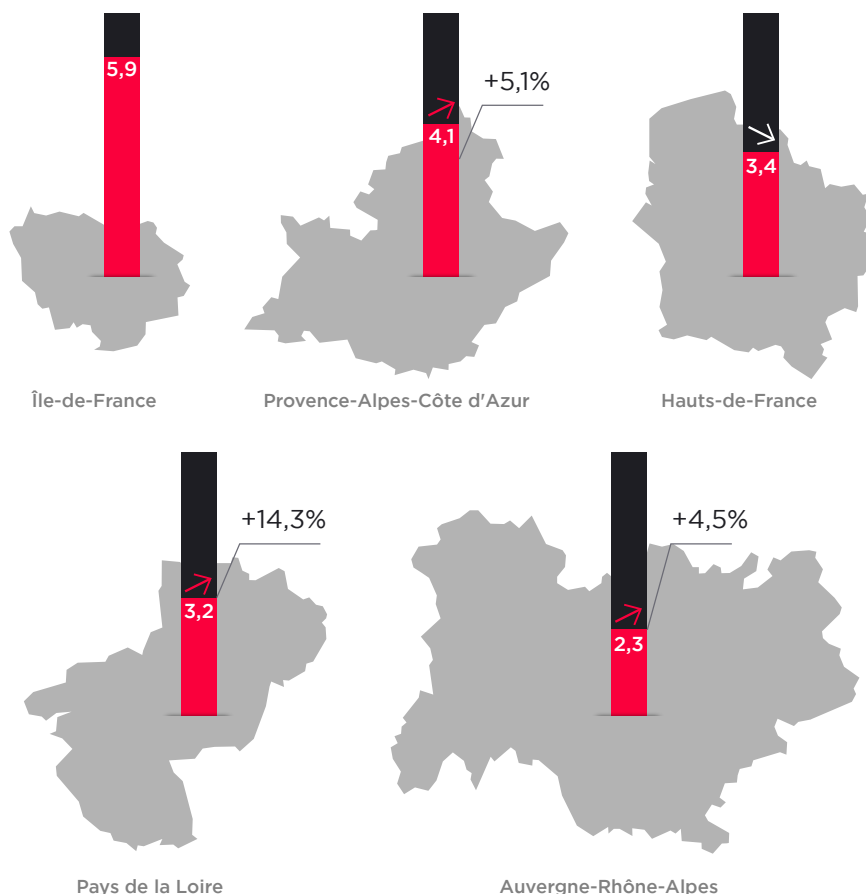 5,9
+5,1%
4,1
3,4
Île-de-France
Provence-Alpes-Côte d'Azur
Hauts-de-France
+14,3%
+4,5%
3,2
2,3
Pays de la Loire
Auvergne-Rhône-Alpes